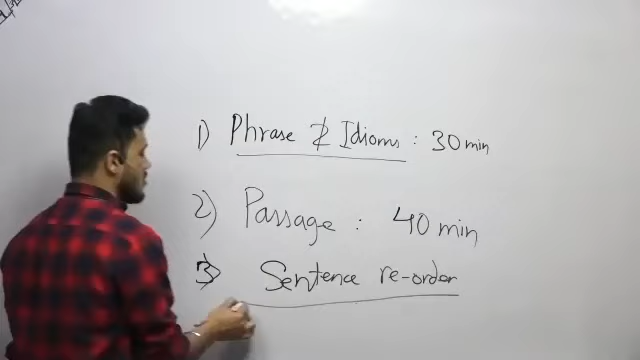 1) Phrase & Idioms : 30 min
2) Passage : 40 min
3) Sentence re-order